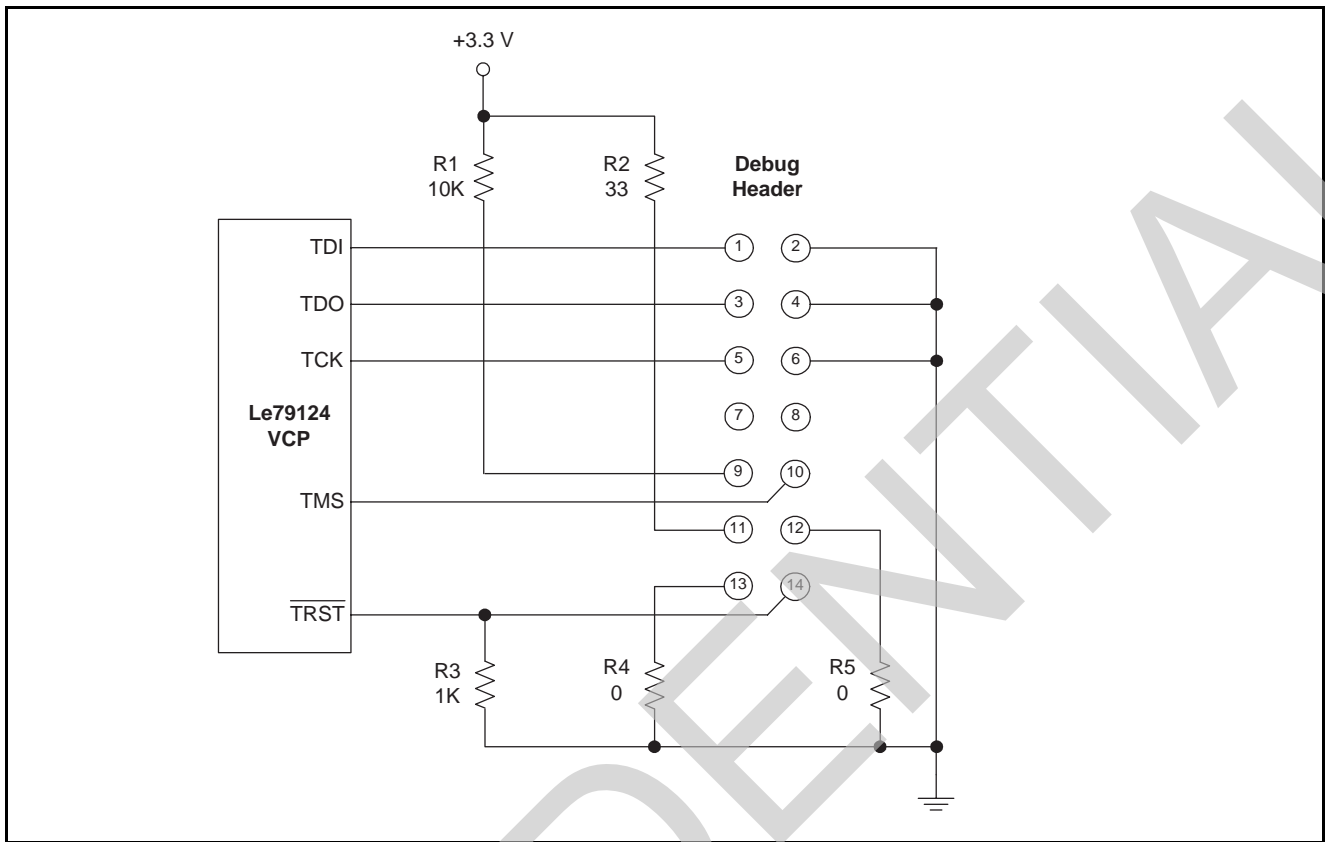 +3.3 V
R1
10K
R2
33
Debug
Header
TDI
1
2
TDO
3
4
TCK
5
6
Le79124
VCP
7
8
9
10
TMS
11
12
13
14
TRST
R3
1K
R4
0
R5
0
DENTIAL